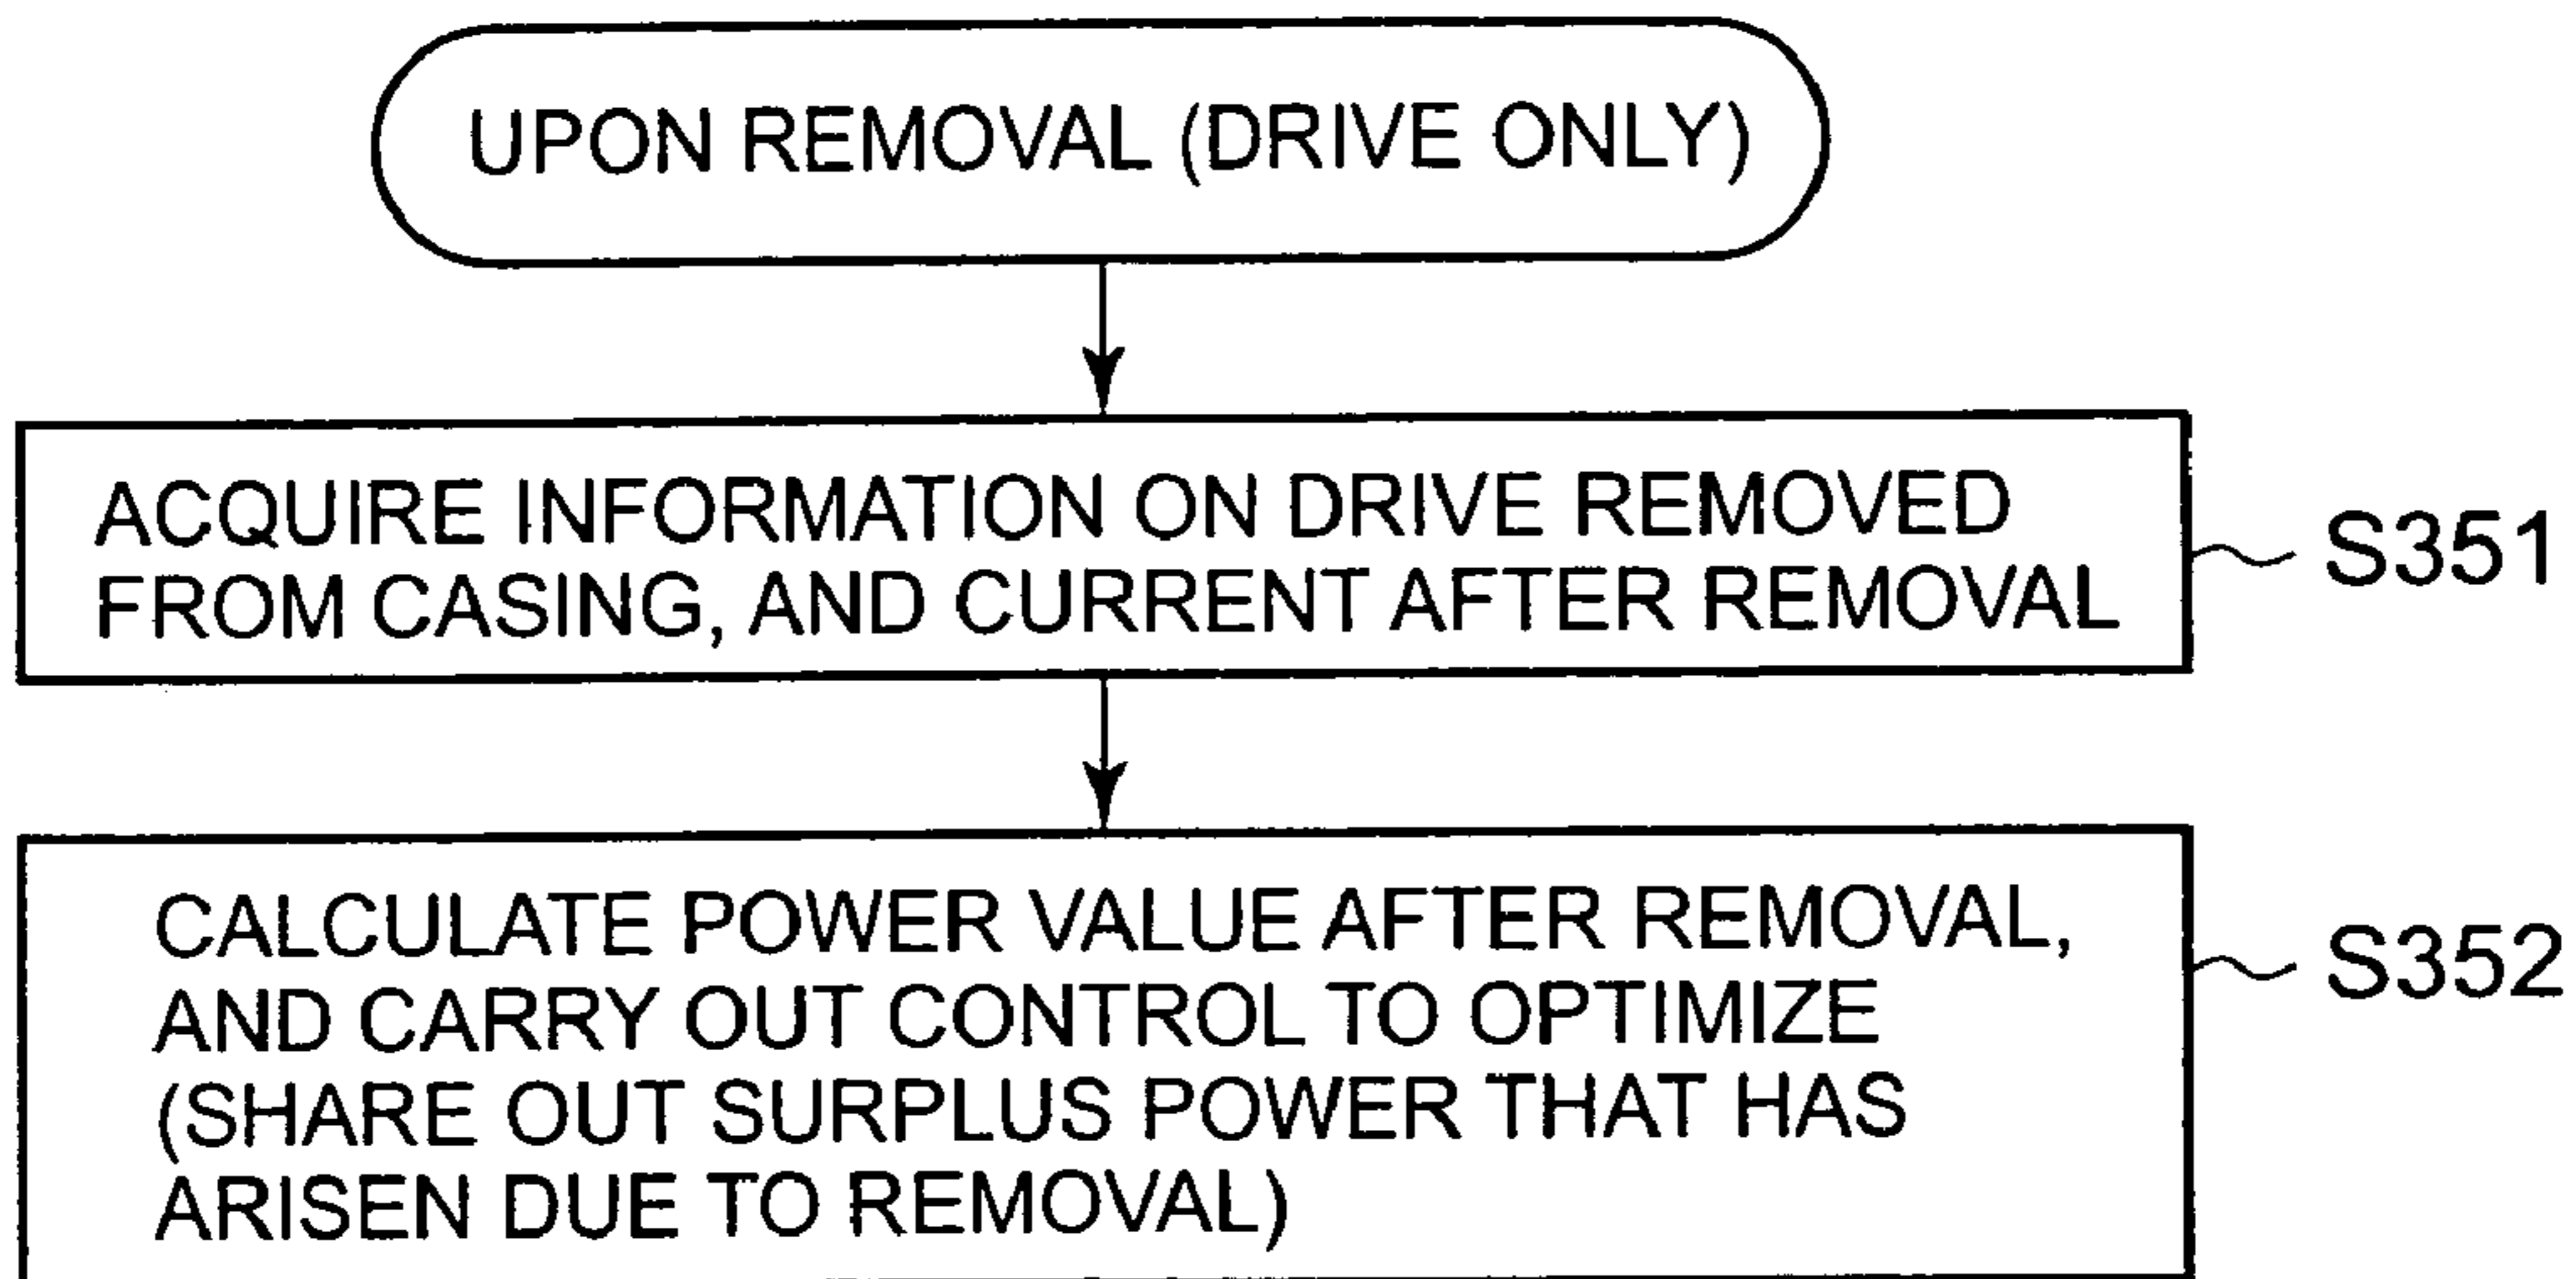 UPON REMOVAL (DRIVE ONLY)
ACQUIRE INFORMATION ON DRIVE REMOVED
FROM CASING, AND CURRENT AFTER REMOVAL
S351
CALCULATE POWER VALUE AFTER REMOVAL,
AND CARRY OUT CONTROL TO OPTIMIZE
(SHARE OUT SURPLUS POWER THAT HAS
ARISEN DUE TO REMOVAL)
S352